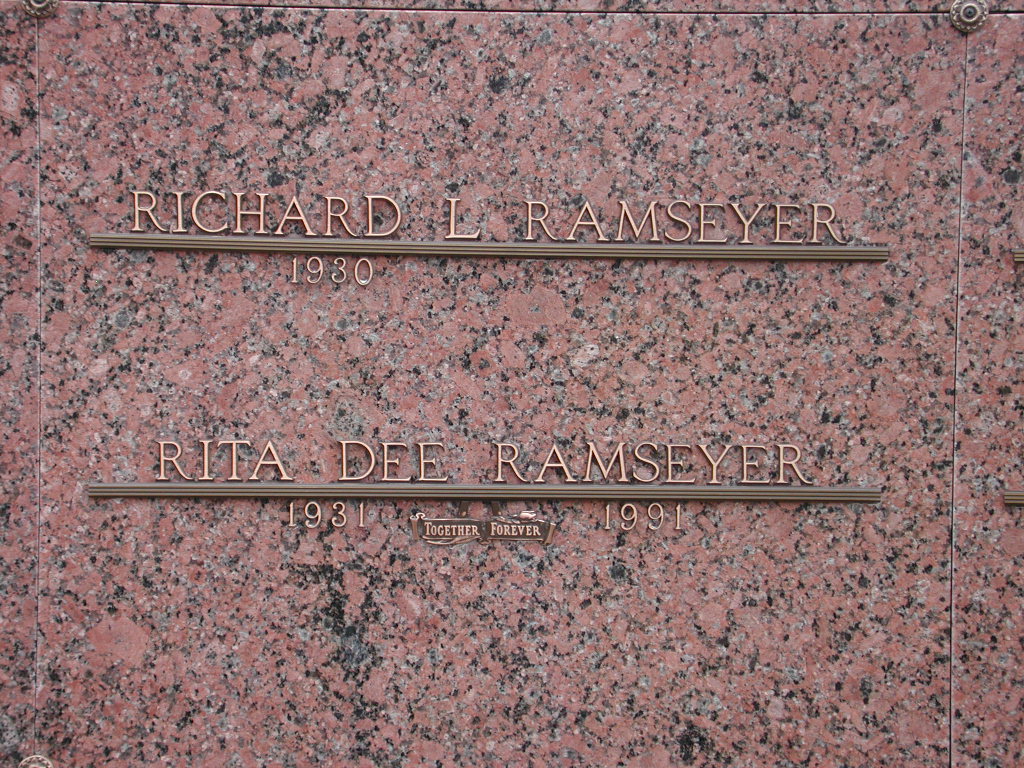 RICHARD L RAMSEYER
1930
RITA DEE RAMSEYER
1931 TOGETHER FOREVER 1991